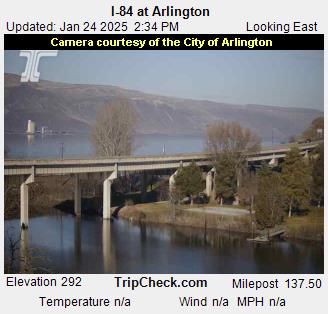 I-84 at Arlington
Updated: Jan 24 2025 2:34 PM Looking East
Camera courtesy of the City of Arlington
Elevation 292 TripCheck.com Milepost 137.50
Temperature n/a Wind n/a MPH n/a